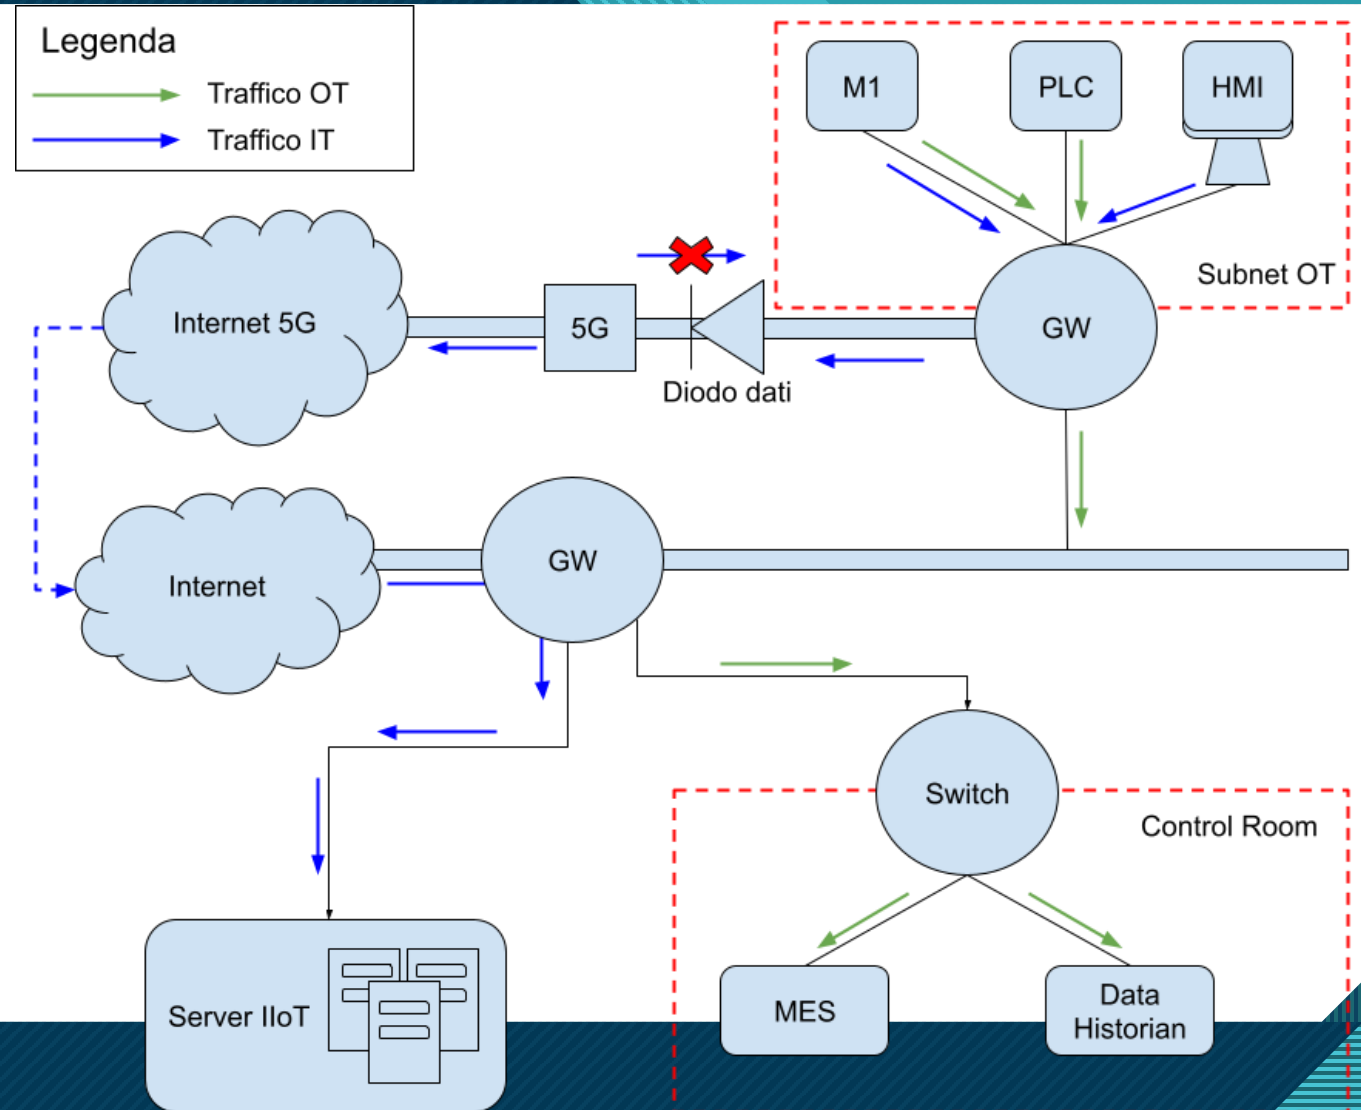 Legenda
Traffico OT
Traffico IT
M1
PLC
HMI
Subnet OT
Internet 5G
5G
Diodo dati
GW
Internet
GW
Switch
Control Room
Server IIoT
MES
Data
Historian